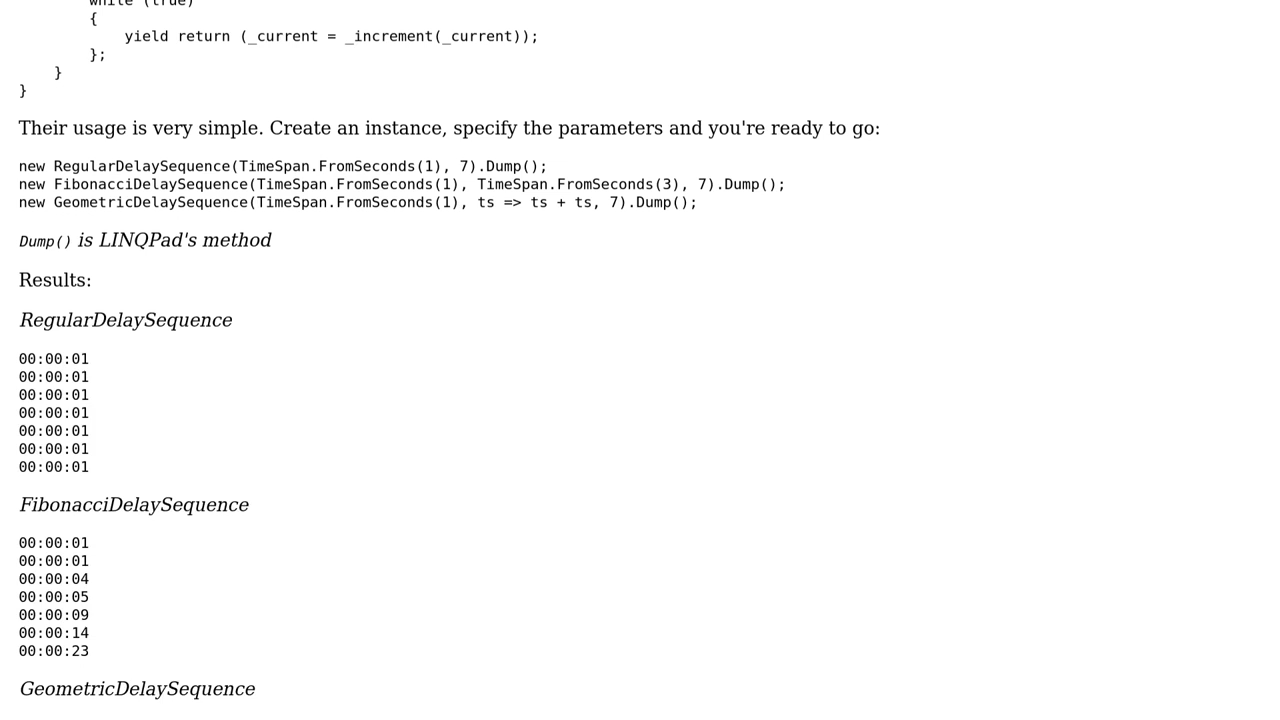 while (true)
{
yield return (_current = _increment(_current));
};
}
}
Their usage is very simple. Create an instance, specify the parameters and you're ready to go:
new RegularDelaySequence(TimeSpan.FromSeconds(1), 7).Dump();
new FibonacciDelaySequence(TimeSpan.FromSeconds(1), TimeSpan.FromSeconds(3), 7).Dump();
new GeometricDelaySequence(TimeSpan.FromSeconds(1), ts => ts + ts, 7).Dump();
Dump() is LINQPad's method
Results:
RegularDelaySequence
00:00:01
00:00:01
00:00:01
00:00:01
00:00:01
00:00:01
00:00:01
FibonacciDelaySequence
00:00:01
00:00:01
00:00:04
00:00:05
00:00:09
00:00:14
00:00:23
GeometricDelaySequence